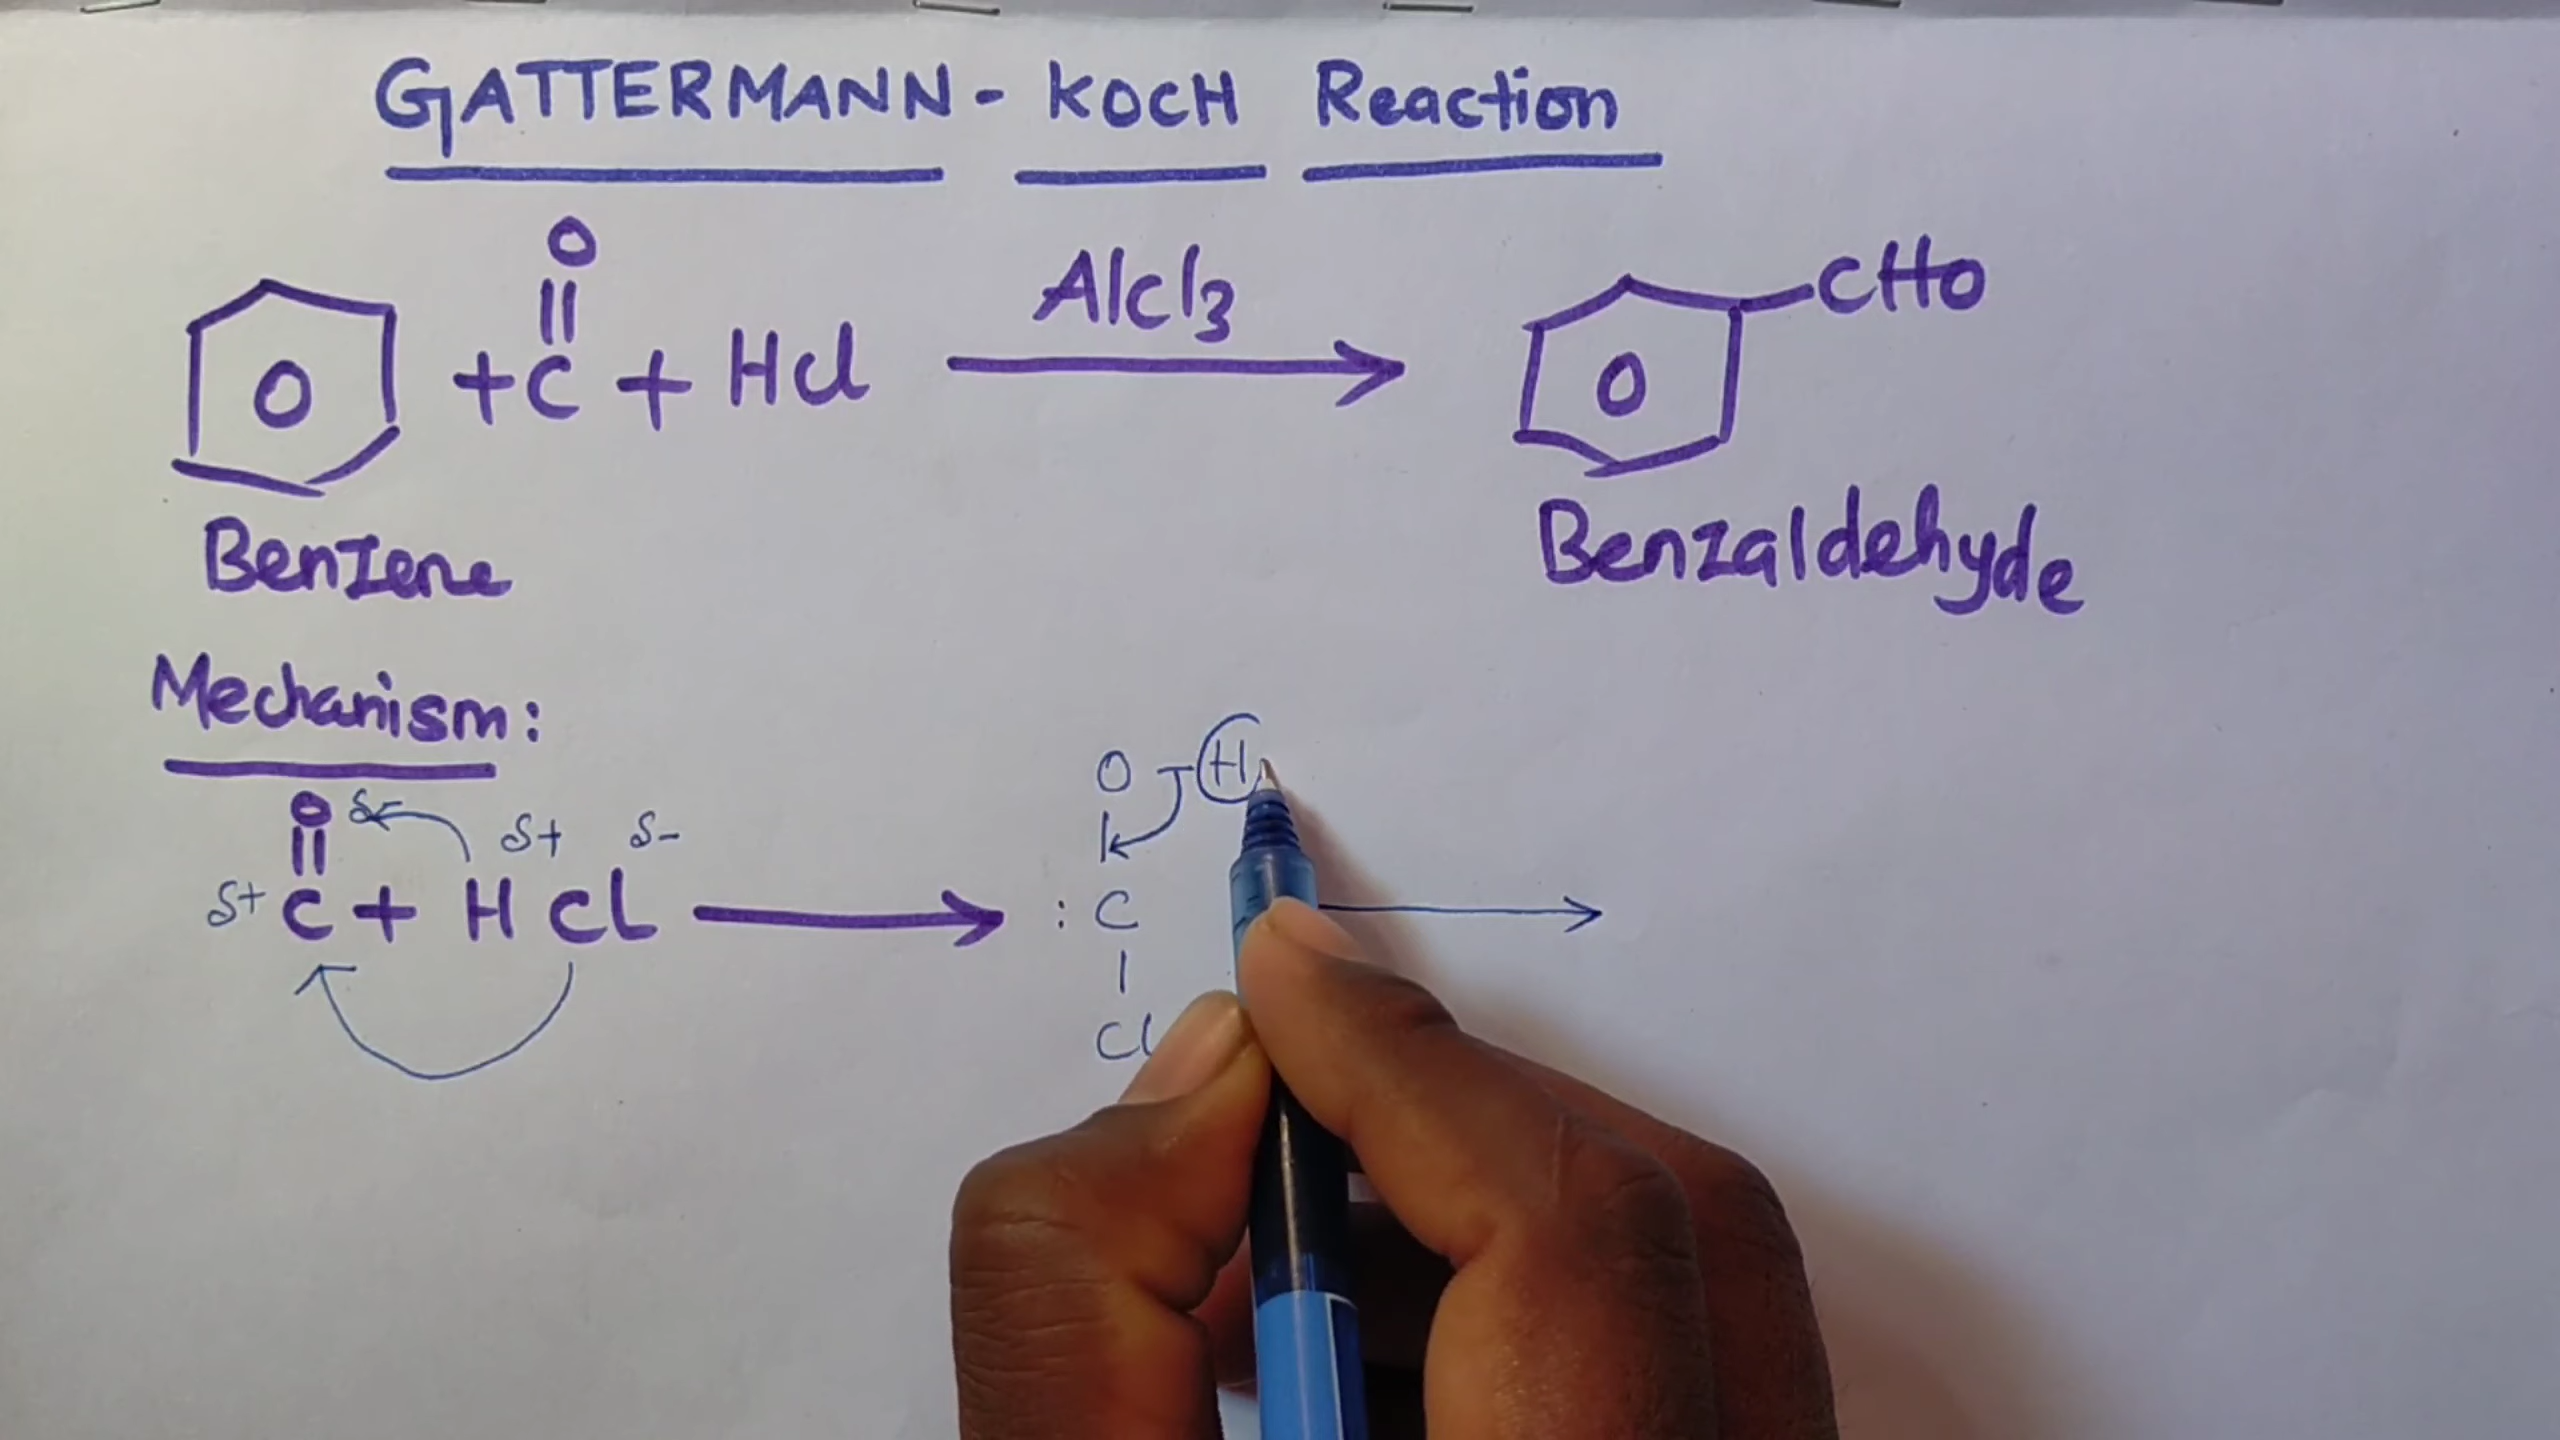 GATTERMANN - KOCH Reaction
O
||
+ C + HCl AlCl3 CHO
O O
Benzene Benzaldehyde
Mechanism:
O δ- δ+ δ- O - H
|| |
δ+ C + H Cl : C
|
Cl